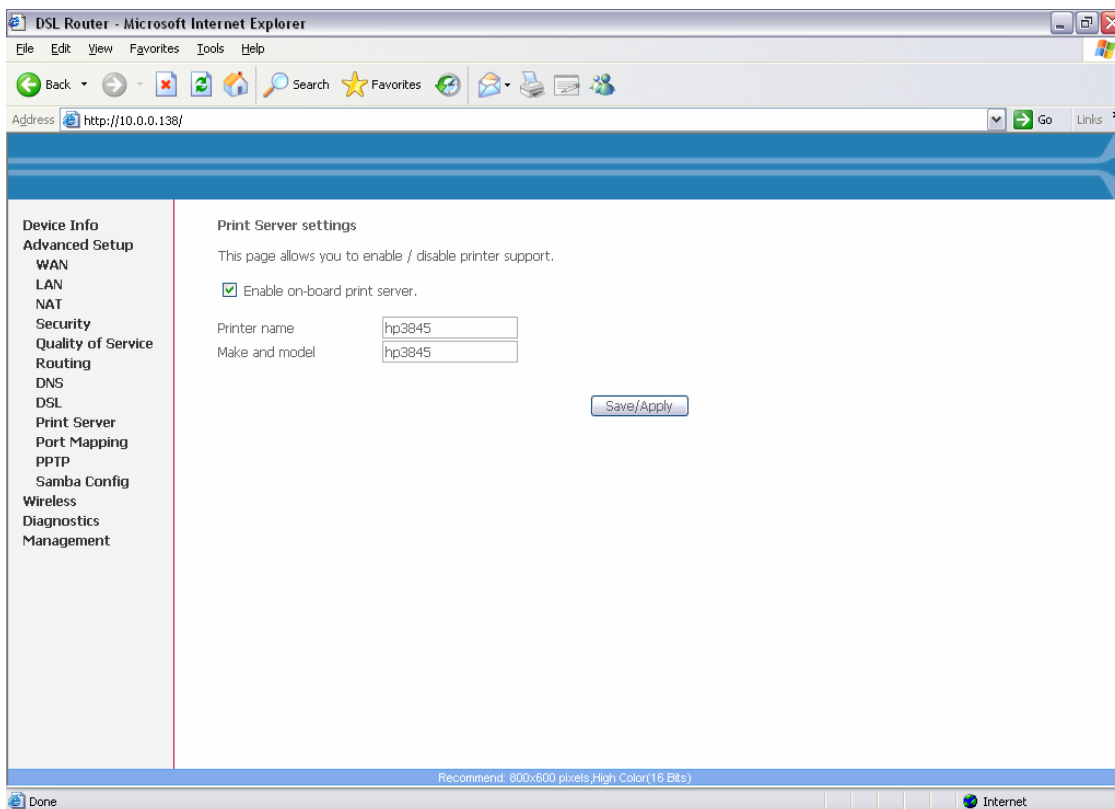 DSL Router - Microsoft Internet Explorer
File Edit View Favorites Tools Help
Back Search Favorites
Address http://10.0.0.138/ Go Links
Device Info
Advanced Setup
WAN
LAN
NAT
Security
Quality of Service
Routing
DNS
DSL
Print Server
Port Mapping
PPTP
Samba Config
Wireless
Diagnostics
Management
Print Server settings
This page allows you to enable / disable printer support.
Enable on-board print server.
Printer name hp3845
Make and model hp3845
Save/Apply
Recommend: 800x600 pixels,High Color(16 Bits)
Done Internet